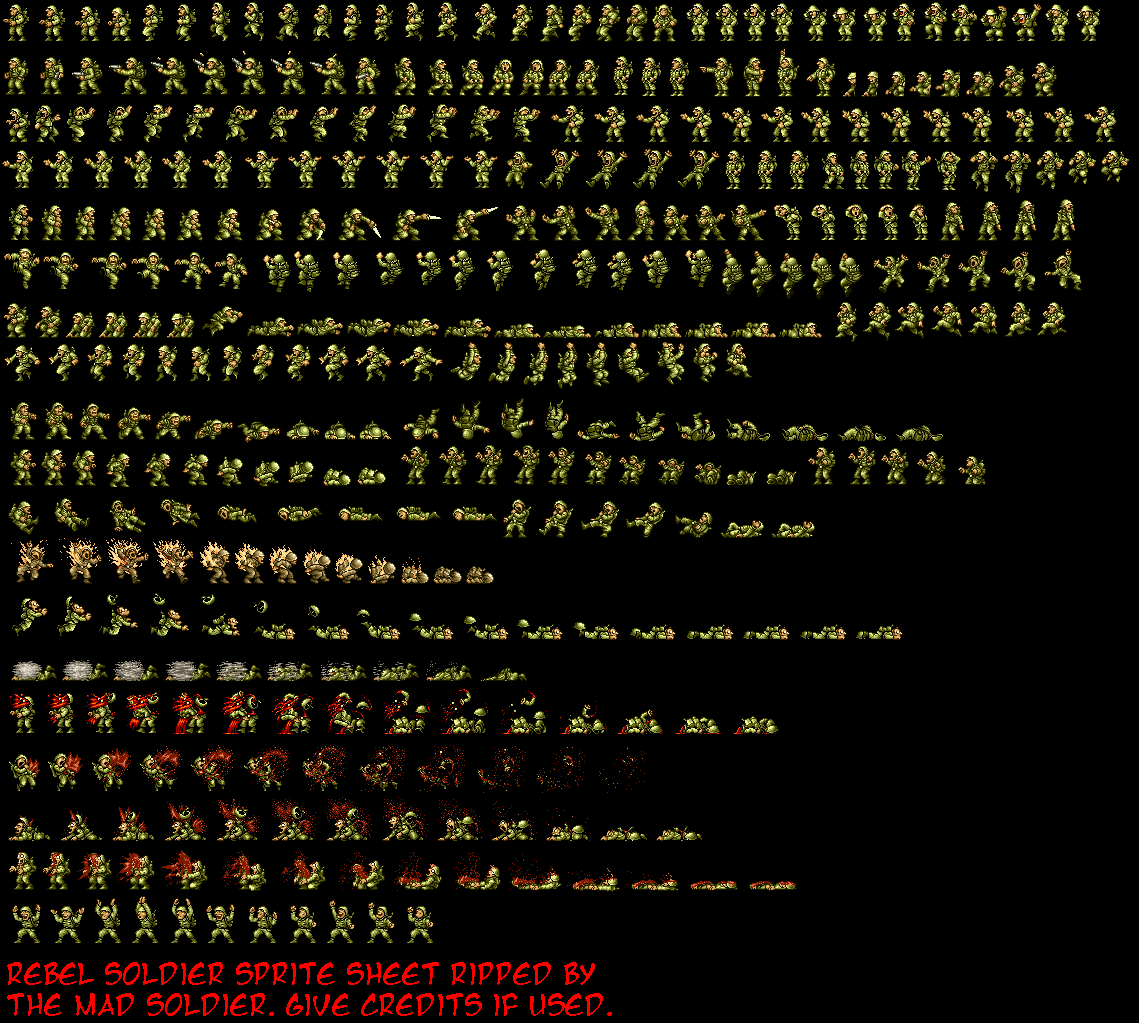 REBEL SOLDIER SPRITE SHEET RIPPED BY
THE MAD SOLDIER. GIVE CREDITS IF USED.